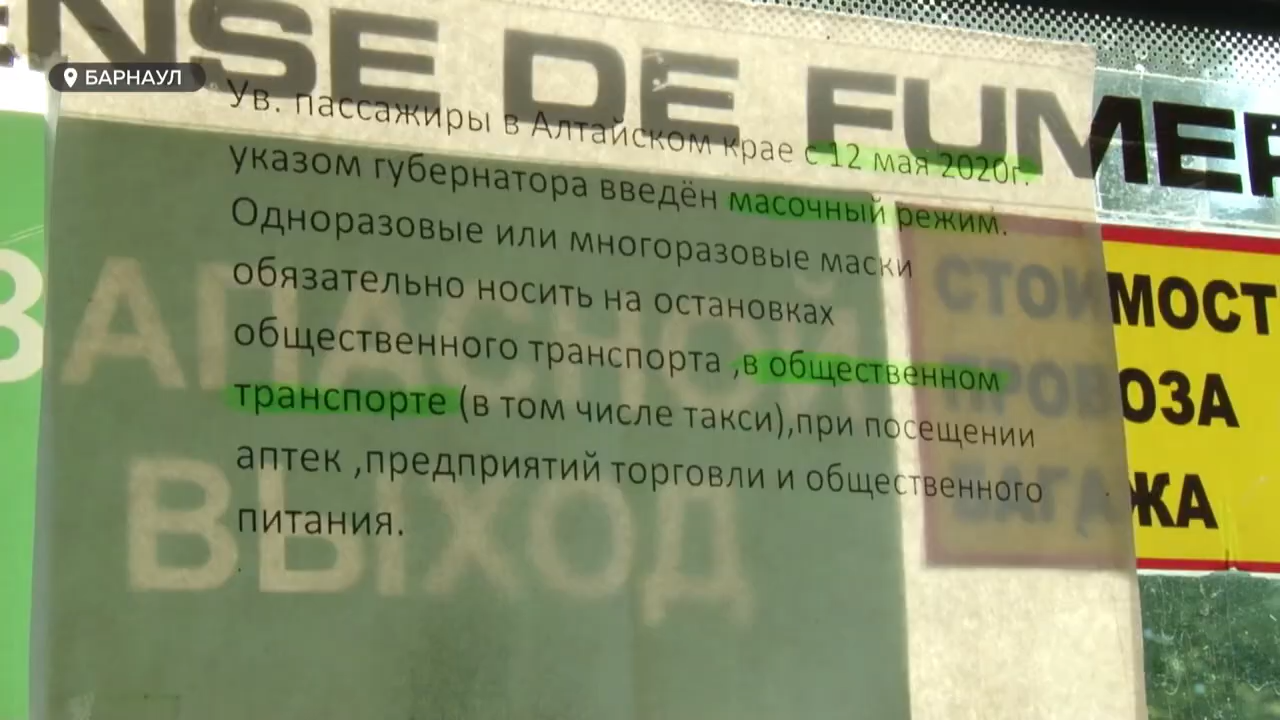 ENSE DE FUMER
БАРНАУЛ
Ув. пассажиры в Алтайском крае с 12 мая 2020г.
указом губернатора введён масочный режим.
Одноразовые или многоразовые маски
обязательно носить на остановках
общественного транспорта ,в общественном
транспорте (в том числе такси),при посещении
аптек ,предприятий торговли и общественного
питания.
ЗАПАСНОЙ
ВЫХОД
СТОИМОСТ
ПРОВОЗА
БАГАЖА